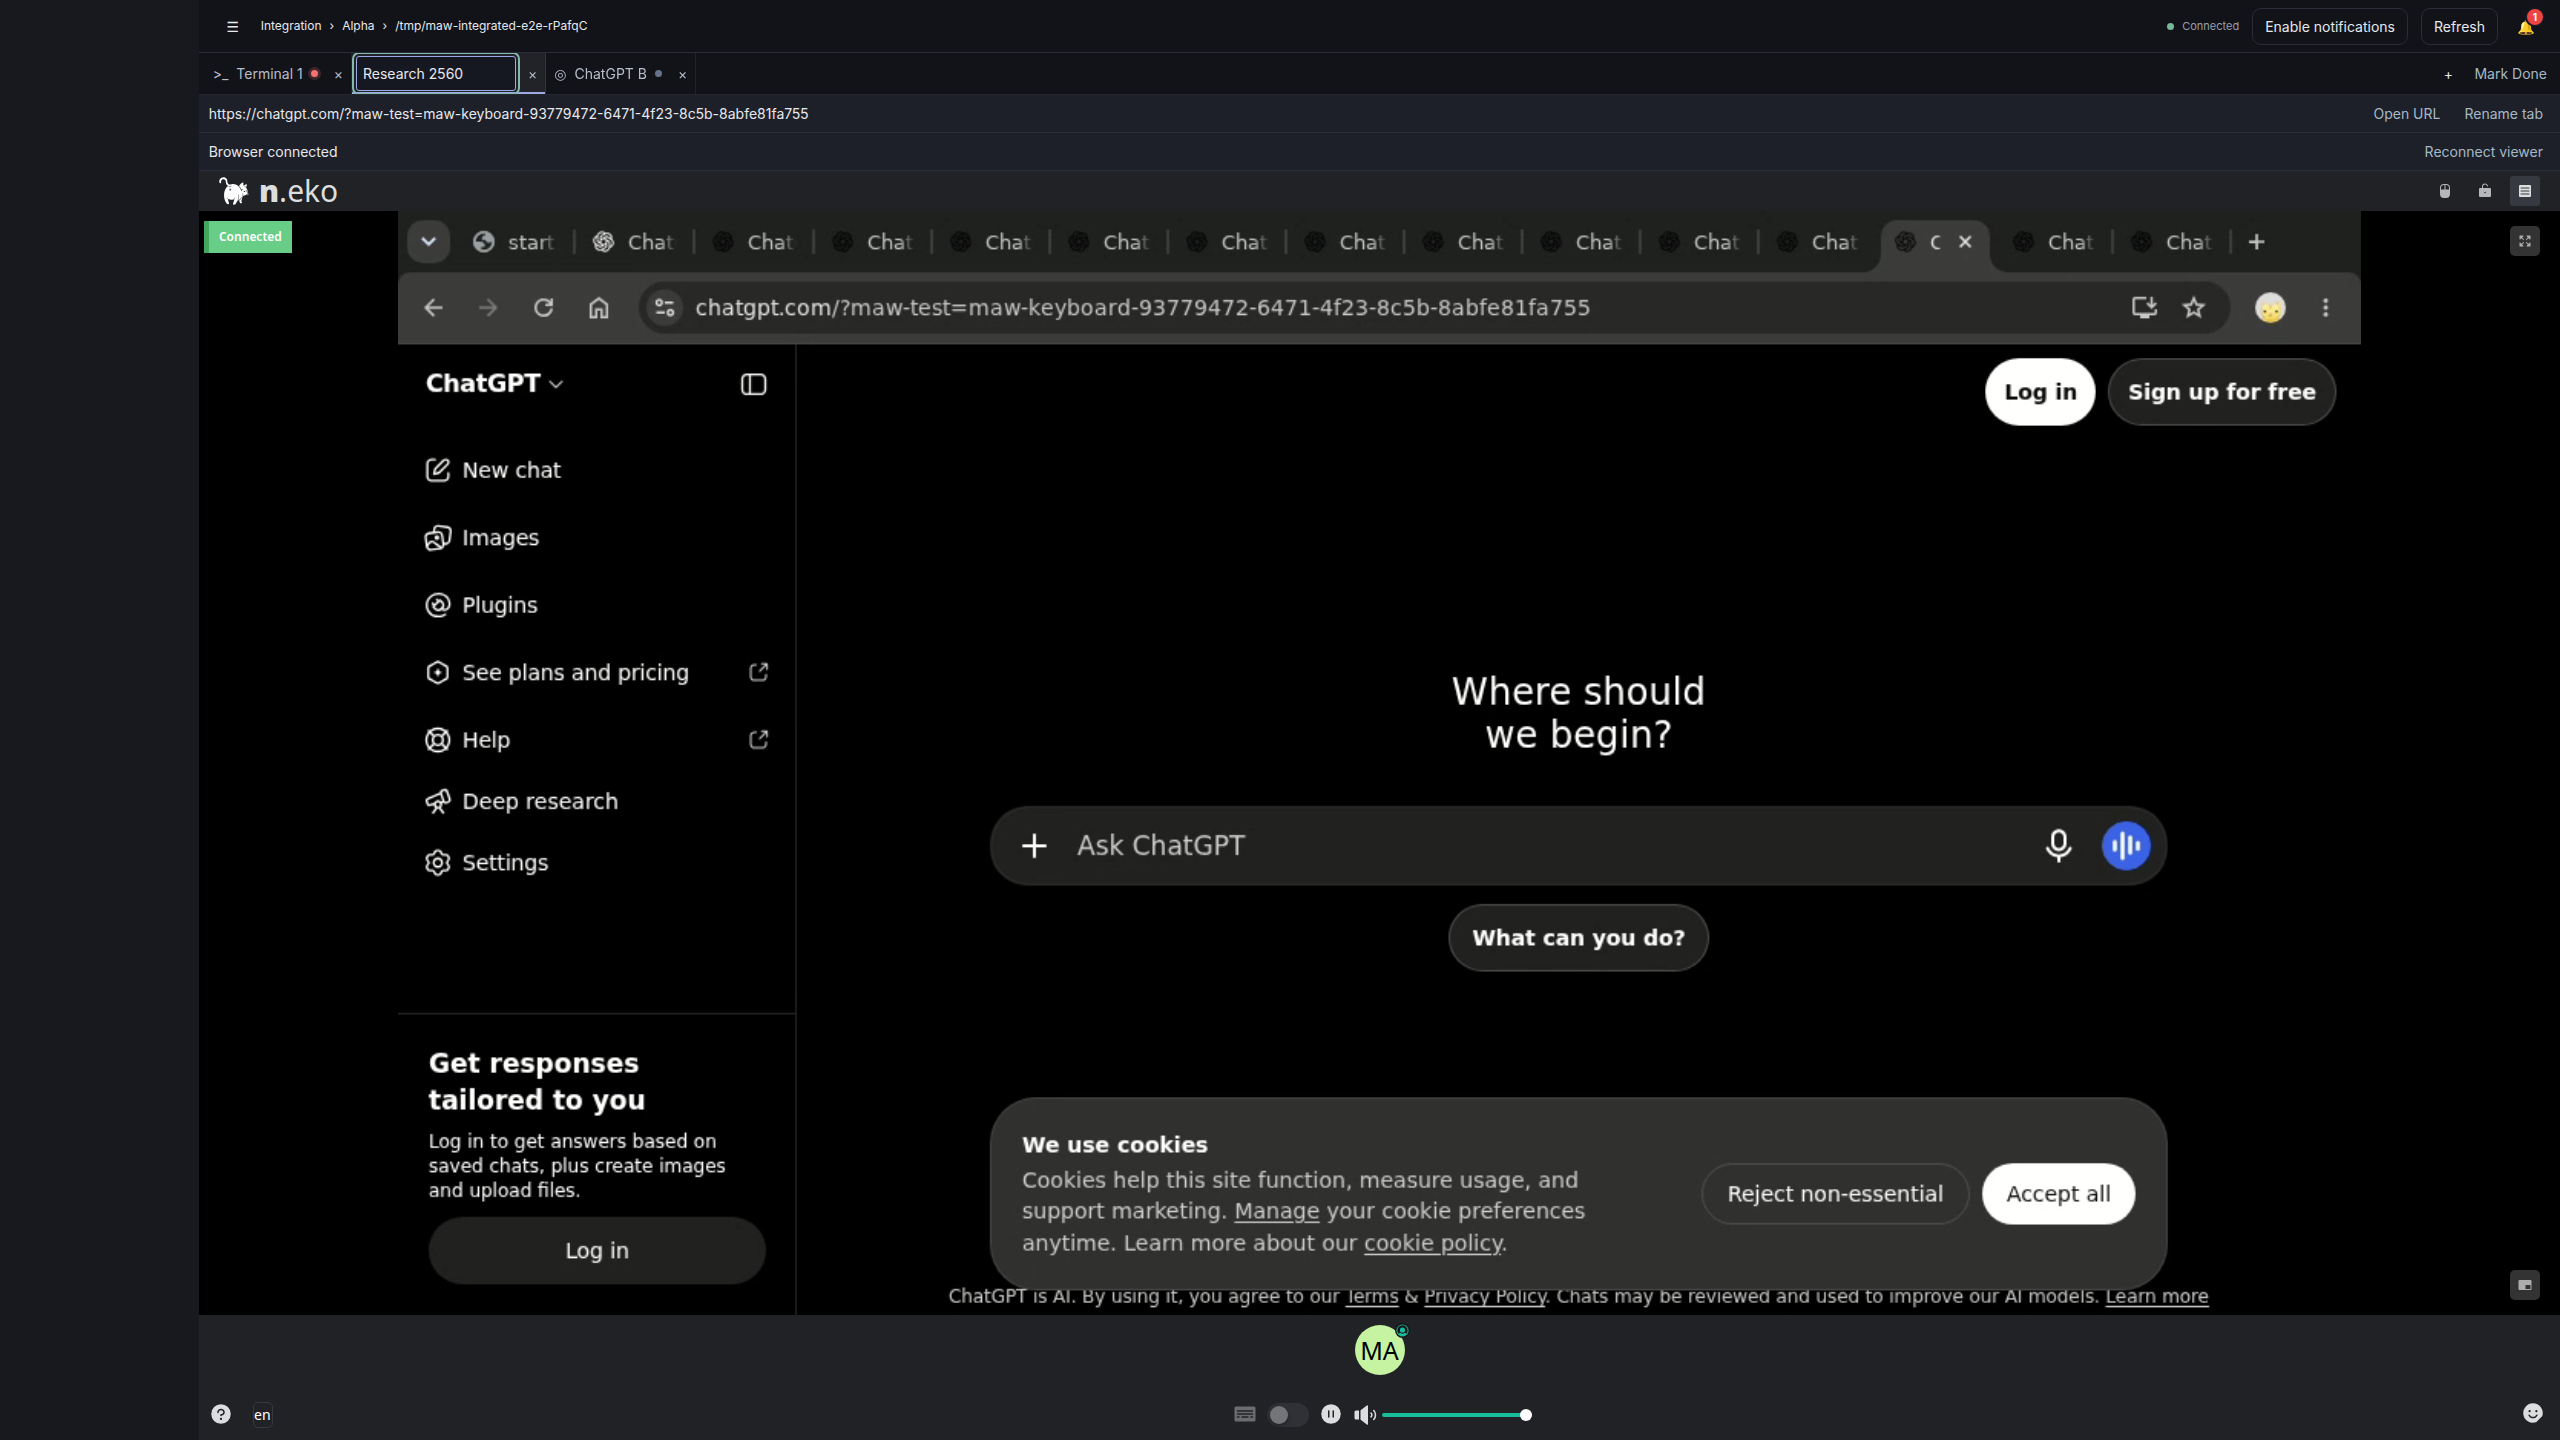 Integration › Alpha › /tmp/maw-integrated-e2e-rPafqC
Connected
Enable notifications
Refresh
1
>_ Terminal 1 ×
Research 2560 ×
ChatGPT B ×
+ Mark Done
https://chatgpt.com/?maw-test=maw-keyboard-93779472-6471-4f23-8c5b-8abfe81fa755
Open URL
Rename tab
Browser connected
Reconnect viewer
n.eko
Connected
start
Chat
Chat
Chat
Chat
Chat
Chat
Chat
Chat
Chat
Chat
Chat
C
Chat
Chat
chatgpt.com/?maw-test=maw-keyboard-93779472-6471-4f23-8c5b-8abfe81fa755
ChatGPT
Log in
Sign up for free
New chat
Images
Plugins
See plans and pricing
Help
Deep research
Settings
Where should
we begin?
Ask ChatGPT
What can you do?
Get responses
tailored to you
Log in to get answers based on
saved chats, plus create images
and upload files.
Log in
We use cookies
Cookies help this site function, measure usage, and
support marketing. Manage your cookie preferences
anytime. Learn more about our cookie policy.
Reject non-essential
Accept all
ChatGPT is AI. By using it, you agree to our Terms & Privacy Policy. Chats may be reviewed and used to improve our AI models. Learn more
MA
en